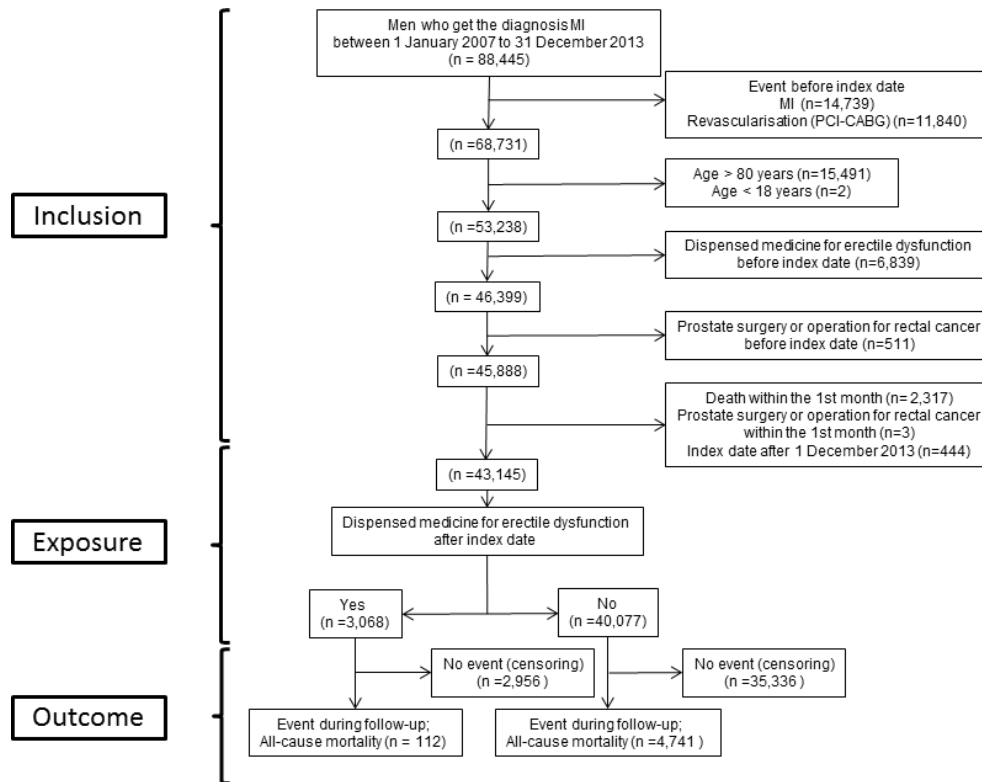 Men who get the diagnosis MI
between 1 January 2007 to 31 December 2013
(n = 88,445)
Event before index date
MI (n=14,739)
Revascularisation (PCI-CABG) (n=11,840)
(n =68,731)
Age > 80 years (n=15,491)
Age < 18 years (n=2)
Inclusion
(n =53,238)
Dispensed medicine for erectile dysfunction
before index date (n=6,839)
(n = 46,399)
Prostate surgery or operation for rectal cancer
before index date (n=511)
(n =45,888)
Death within the 1st month (n= 2,317)
Prostate surgery or operation for rectal cancer
within the 1st month (n=3)
Index date after 1 December 2013 (n=444)
(n =43,145)
Exposure
Dispensed medicine for erectile dysfunction
after index date
Yes
(n =3,068)
No
(n =40,077)
No event (censoring)
(n =2,956 )
No event (censoring)
(n =35,336 )
Outcome
Event during follow-up;
All-cause mortality (n = 112)
Event during follow-up;
All-cause mortality (n =4,741 )